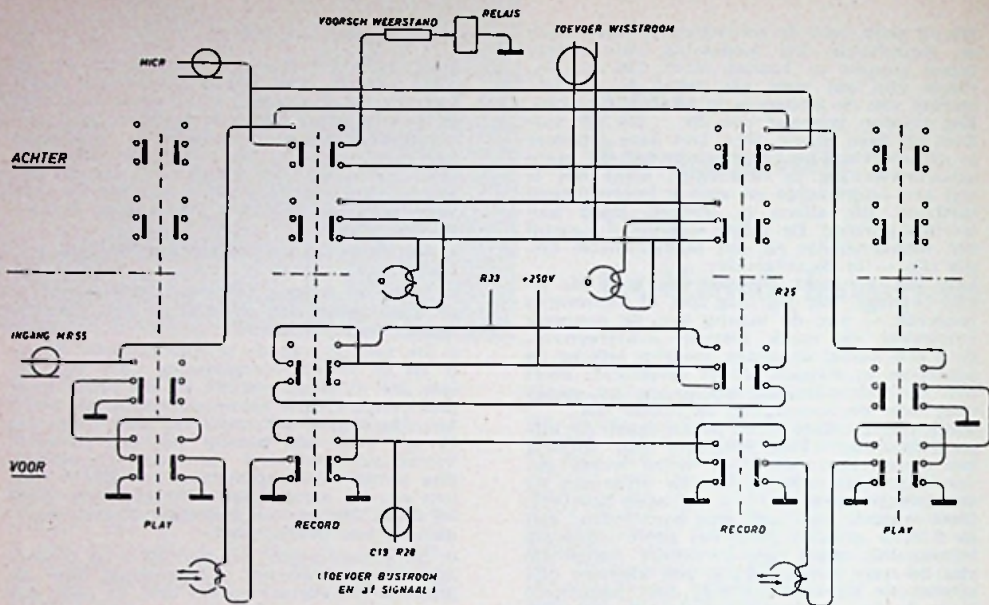 VOORSCH WEERSTAND
RELAIS
TOEVOER WISSTROOM
MICR
ACHTER
R33
+250V
R25
INGANG MR55
VOOR
PLAY
RECORD
RECORD
PLAY
C19 R28
(TOEVOER BIJSTROOM
EN af SIGNAAL)